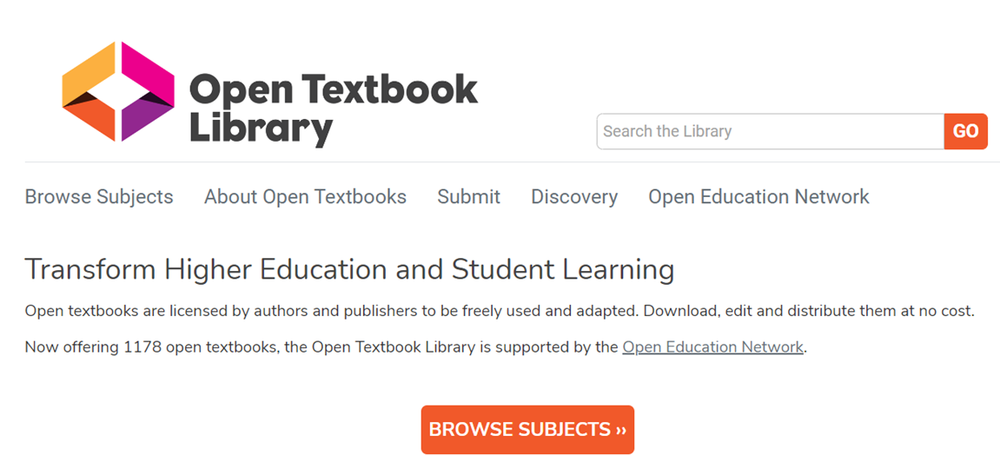 Open Textbook
Library
Search the Library
GO
Browse Subjects
About Open Textbooks
Submit
Discovery
Open Education Network
Transform Higher Education and Student Learning
Open textbooks are licensed by authors and publishers to be freely used and adapted. Download, edit and distribute them at no cost.
Now offering 1178 open textbooks, the Open Textbook Library is supported by the Open Education Network.
BROWSE SUBJECTS ››